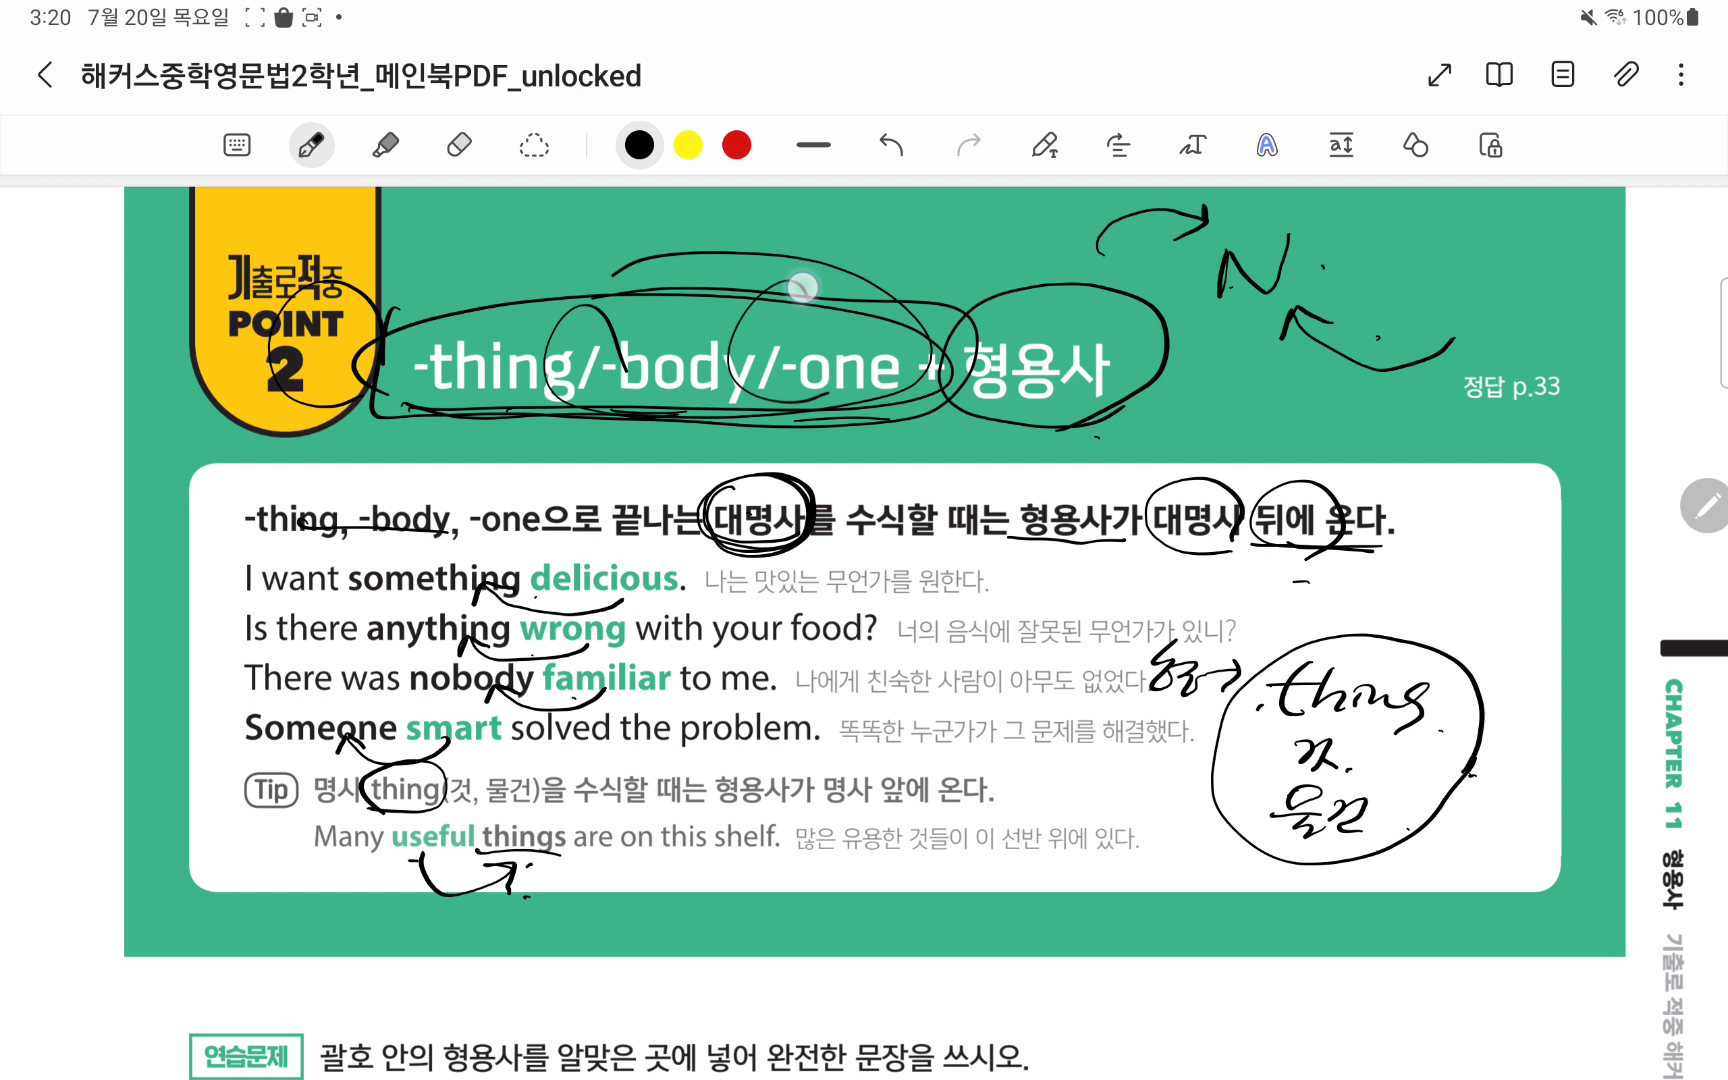 3:20 7월 20일 목요일
100%
해커스중학영문법2학년_메인북PDF_unlocked
기출로적중
POINT
2
-thing/-body/-one + 형용사
N
정답 p.33
-thing, -body, -one으로 끝나는 대명사를 수식할 때는 형용사가 대명사 뒤에 온다.
I want something delicious. 나는 맛있는 무언가를 원한다.
Is there anything wrong with your food? 너의 음식에 잘못된 무언가가 있니?
There was nobody familiar to me. 나에게 친숙한 사람이 아무도 없었다
Someone smart solved the problem. 똑똑한 누군가가 그 문제를 해결했다.
Tip 명사 thing(것, 물건)을 수식할 때는 형용사가 명사 앞에 온다.
Many useful things are on this shelf. 많은 유용한 것들이 이 선반 위에 있다.
thing
것.
물건
CHAPTER 11 형용사 기출로 적중 해커
연습문제 괄호 안의 형용사를 알맞은 곳에 넣어 완전한 문장을 쓰시오.